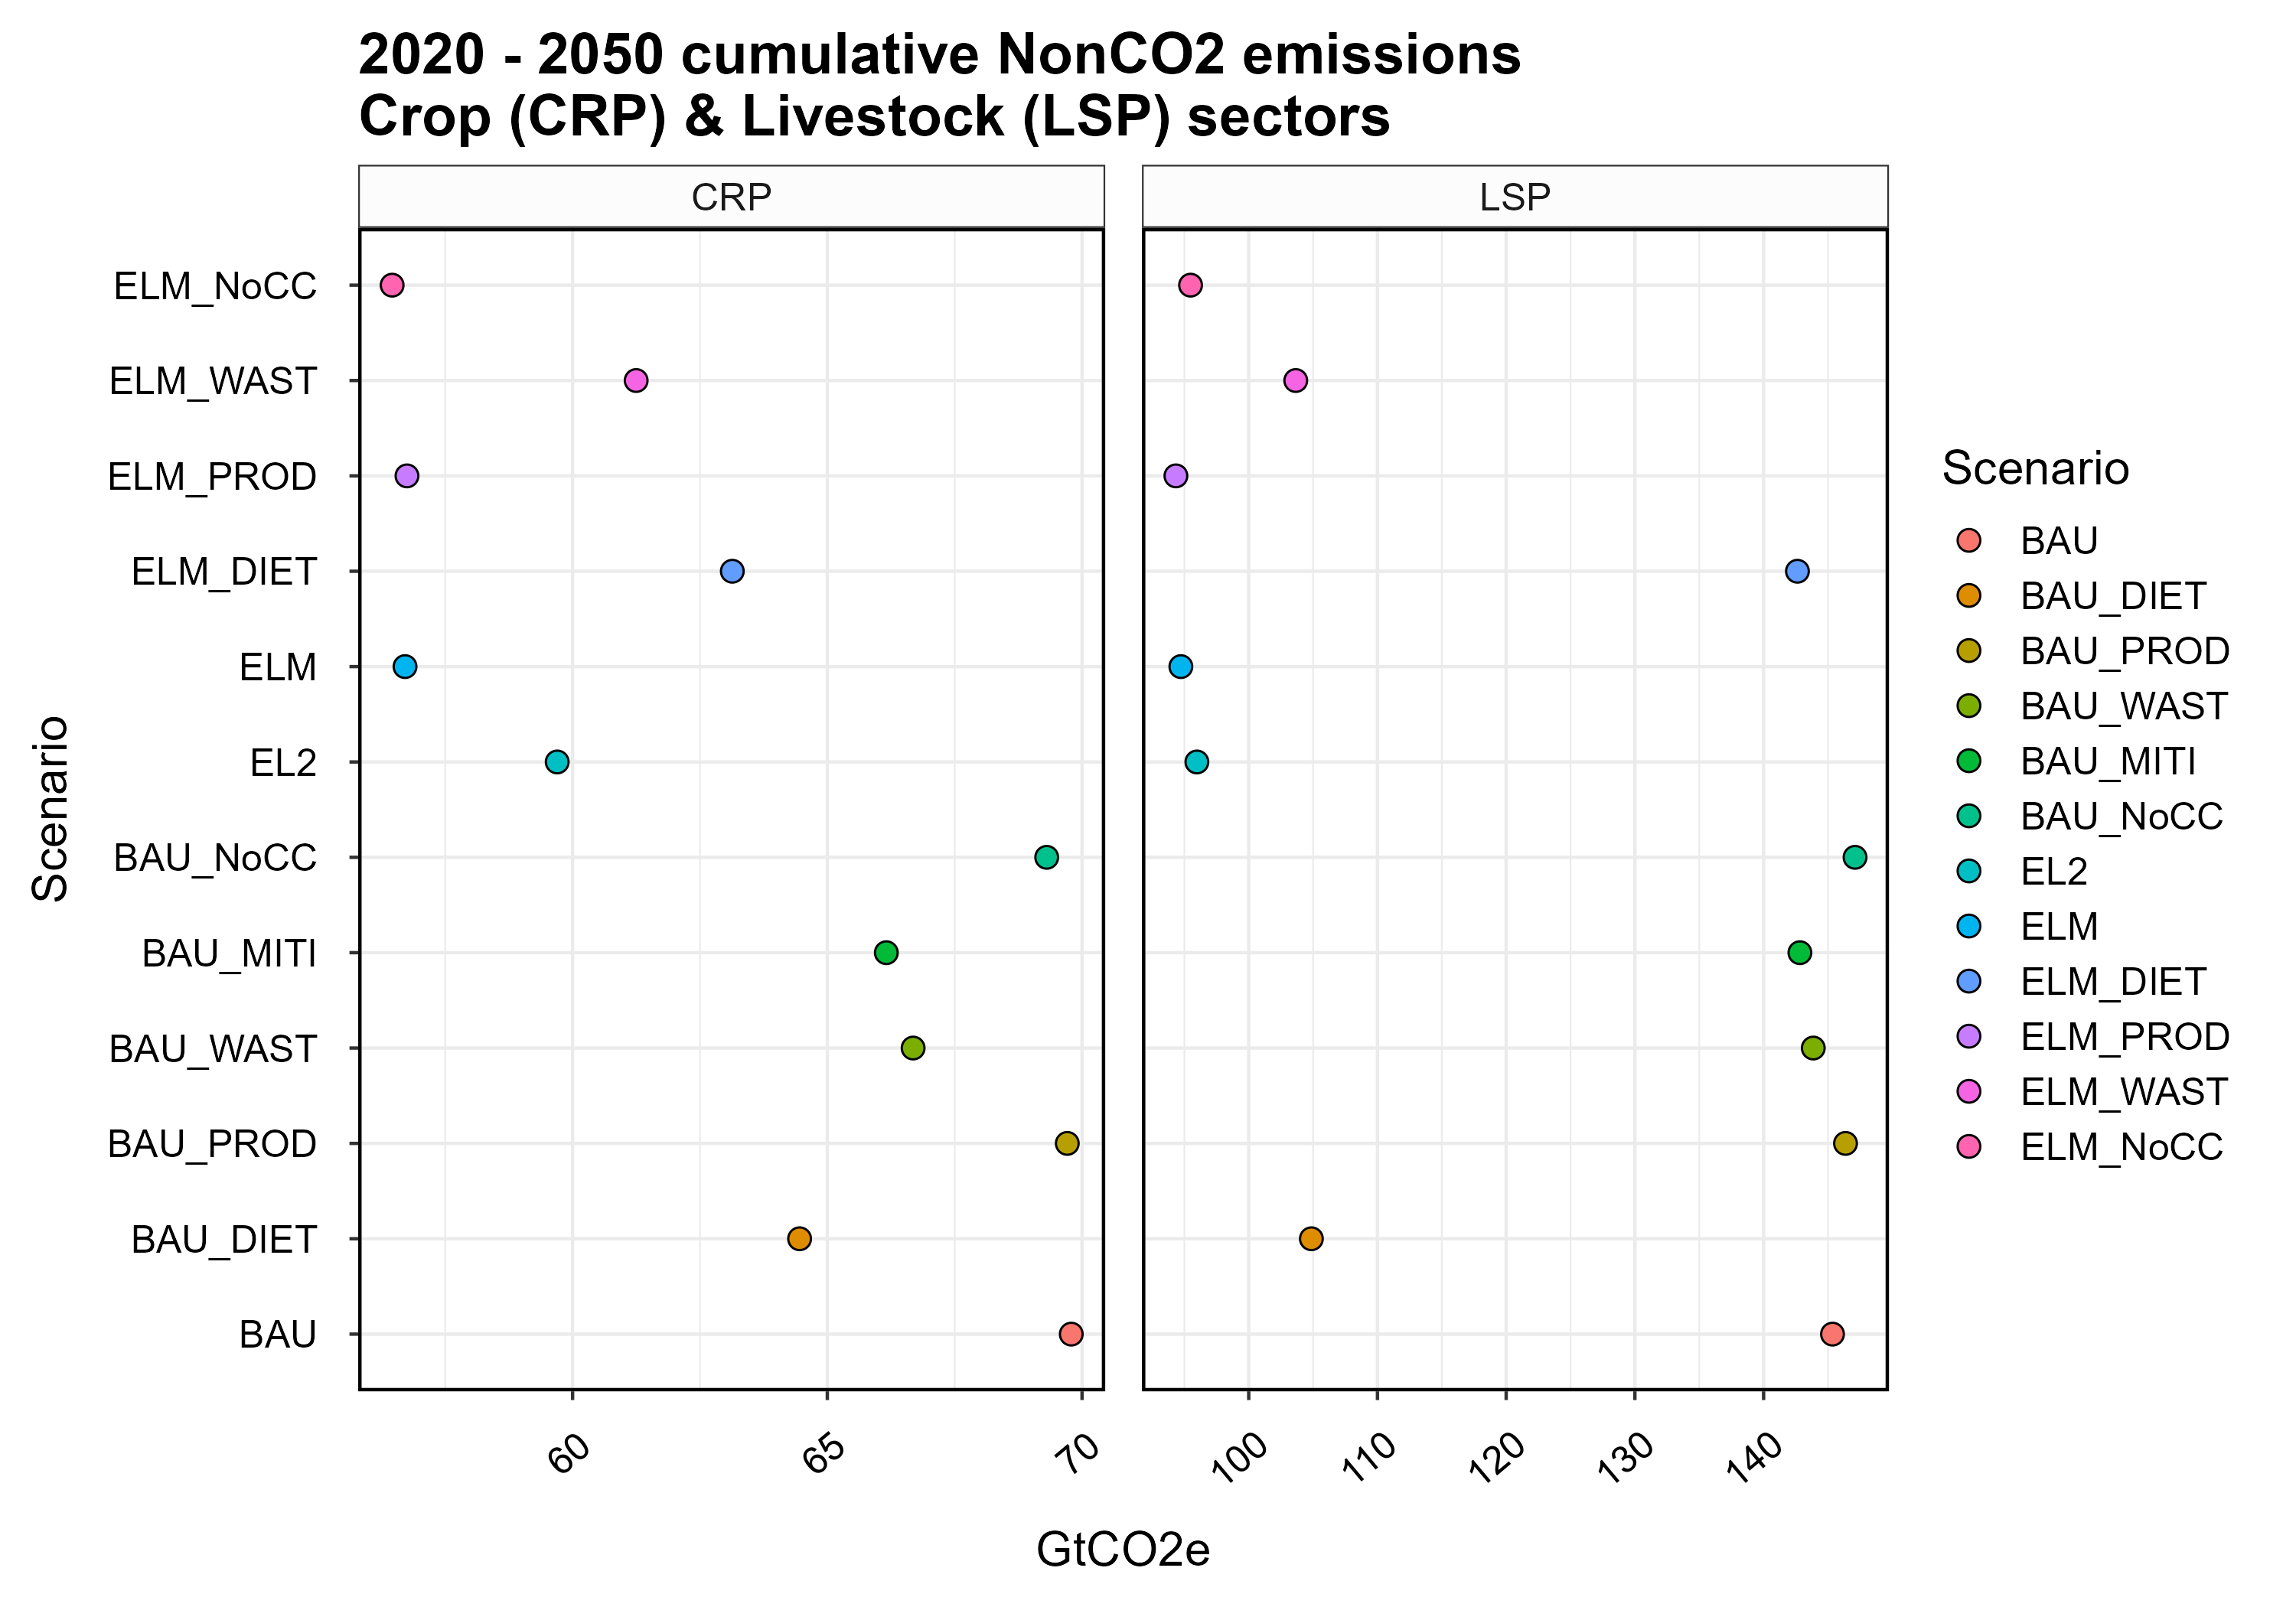 2020 - 2050 cumulative NonCO2 emissions
Crop (CRP) & Livestock (LSP) sectors
CRP
LSP
Scenario
ELM_NoCC
ELM_WAST
ELM_PROD
ELM_DIET
ELM
EL2
BAU_NoCC
BAU_MITI
BAU_WAST
BAU_PROD
BAU_DIET
BAU
60
65
70
100
110
120
130
140
GtCO2e
Scenario
BAU
BAU_DIET
BAU_PROD
BAU_WAST
BAU_MITI
BAU_NoCC
EL2
ELM
ELM_DIET
ELM_PROD
ELM_WAST
ELM_NoCC